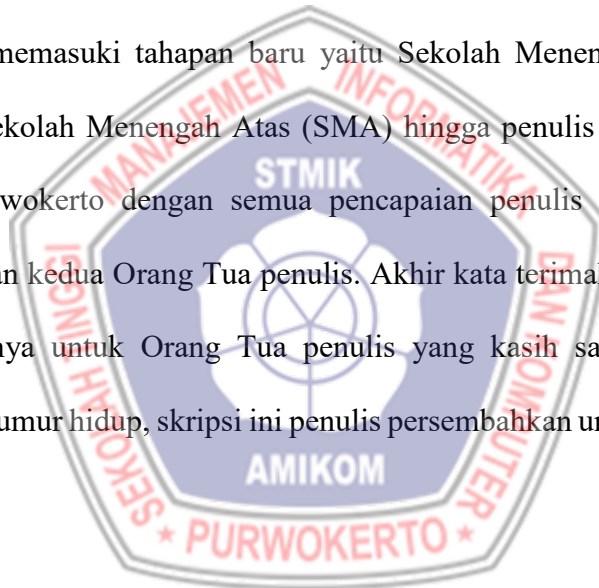 memasuki tahapan baru yaitu Sekolah Menen
ekolah Menengah Atas (SMA) hingga penulis
wokerto dengan semua pencapaian penulis
an kedua Orang Tua penulis. Akhir kata terimal
nya untuk Orang Tua penulis yang kasih sa
umur hidup, skripsi ini penulis persembahkan un
SEKOLAH TINGGI MANAJEMEN INFORMATIKA DAN KOMPUTER
STMIK
AMIKOM
* PURWOKERTO *